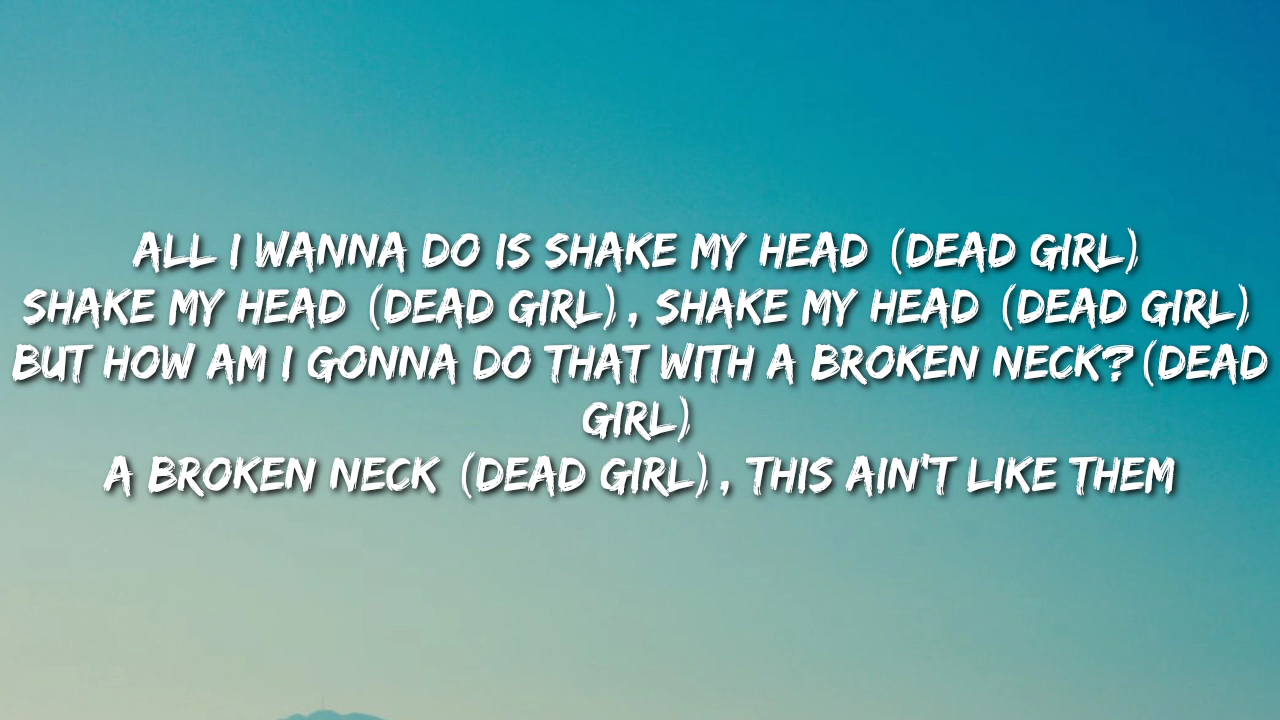 ALL I WANNA DO IS SHAKE MY HEAD (DEAD GIRL)
SHAKE MY HEAD (DEAD GIRL), SHAKE MY HEAD (DEAD GIRL)
BUT HOW AM I GONNA DO THAT WITH A BROKEN NECK? (DEAD
GIRL)
A BROKEN NECK (DEAD GIRL), THIS AIN'T LIKE THEM